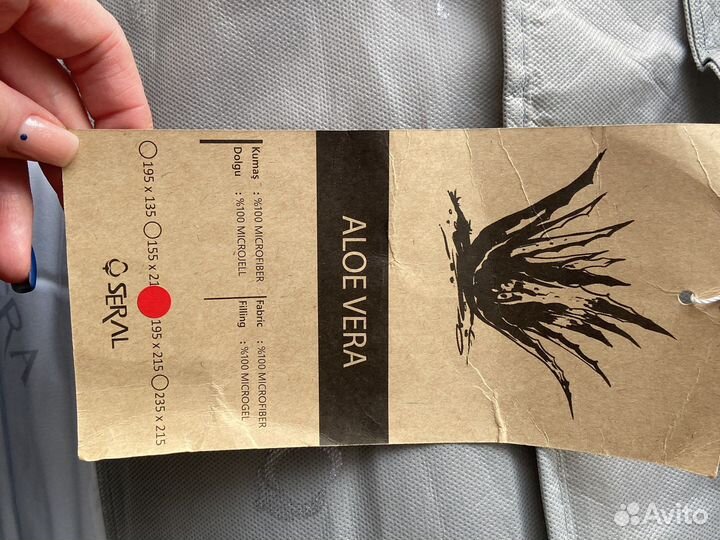 ALOE VERA
Kumaş : %100 MICROFIBER Fabric : %100 MICROFIBER
Dolgu : %100 MICROJELL Filling : %100 MICROGEL
195 x 135 155 x 21 195 x 215 235 x 215
SERAL
Avito